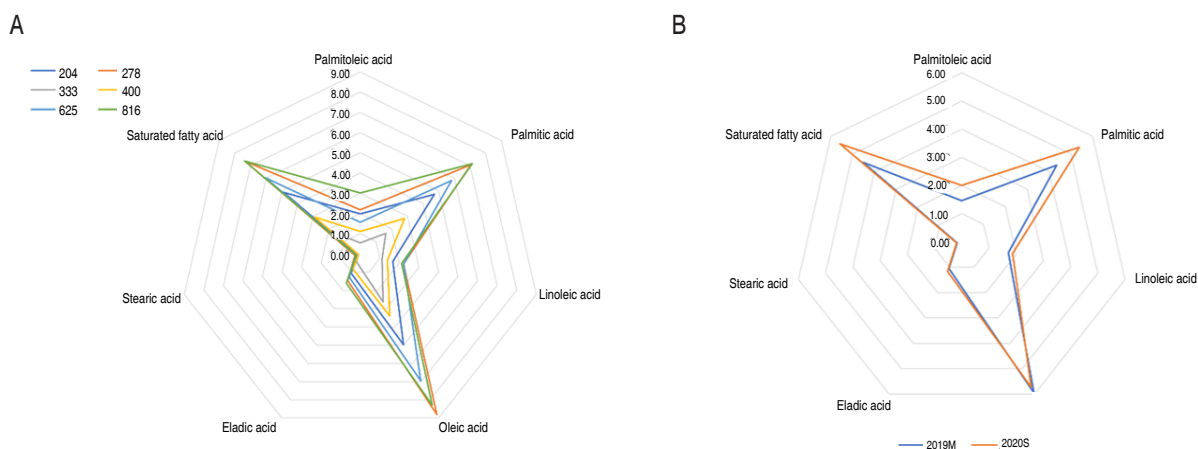 A
204 278
333 400
625 816
Palmitoleic acid
9.00
8.00
7.00
6.00
5.00
4.00
3.00
2.00
1.00
0.00
Saturated fatty acid
Palmitic acid
Stearic acid
Linoleic acid
Eladic acid
Oleic acid
B
Palmitoleic acid
6.00
5.00
4.00
3.00
2.00
1.00
0.00
Saturated fatty acid
Palmitic acid
Stearic acid
Linoleic acid
Eladic acid
2019M 2020S